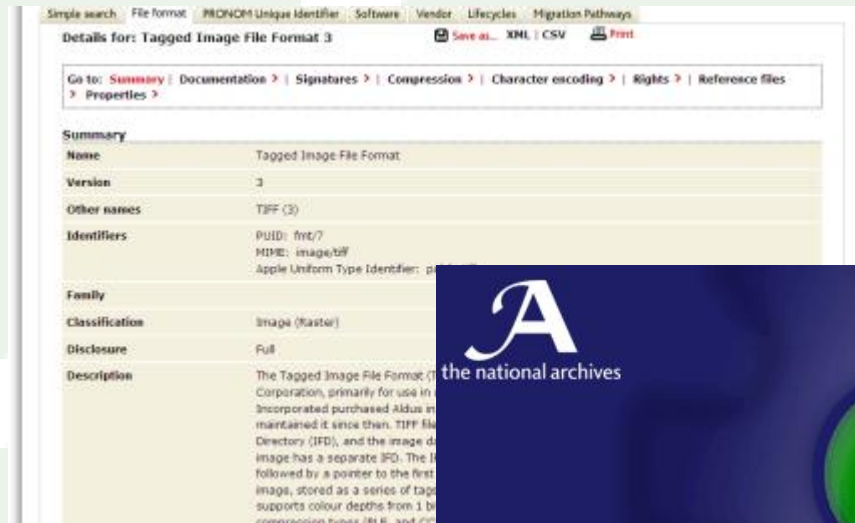 Simple search File format PRONOM Unique Identifier Software Vendor Lifecycles Migration Pathways
Details for: Tagged Image File Format 3 Save as... XML | CSV Print
Go to: Summary | Documentation > | Signatures > | Compression > | Character encoding > | Rights > | Reference files
> Properties >
Summary
Name Tagged Image File Format
Version 3
Other names TIFF (3)
Identifiers PUID: fmt/7
MIME: image/tiff
Apple Uniform Type Identifier:
Family
Classification Image (Raster)
Disclosure Full
Description The Tagged Image File Format
Corporation, primarily for use in
Incorporated purchased Aldus in
maintained it since then. TIFF
Directory (IFD), and the image
image has a separate IFD. The
followed by a pointer to the first
image, stored as a series of tags
supports colour depths from 1
compression types (RLE, and
A
the national archives